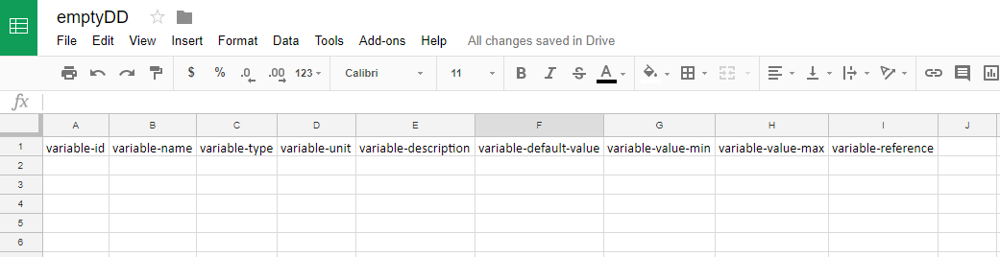 emptyDD
File Edit View Insert Format Data Tools Add-ons Help All changes saved in Drive
$ % .0 .00 123 Calibri 11 B I S A
fx
A B C D E F G H I J
1 variable-id variable-name variable-type variable-unit variable-description variable-default-value variable-value-min variable-value-max variable-reference
2
3
4
5
6